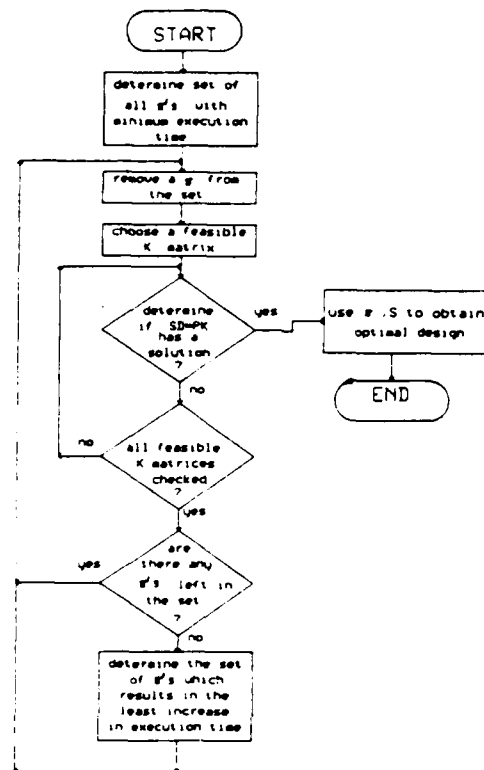 START
determine set of
all g's with
minimum execution
time
remove a g from
the set
choose a feasible
K matrix
determine
if SD=PK
has a
solution
?
yes
use g ,S to obtain
optimal design
END
no
no
all feasible
K matrices
checked
?
yes
yes
are
there any
g's left in
the set
?
no
determine the set
of g's which
results in the
least increase
in execution time